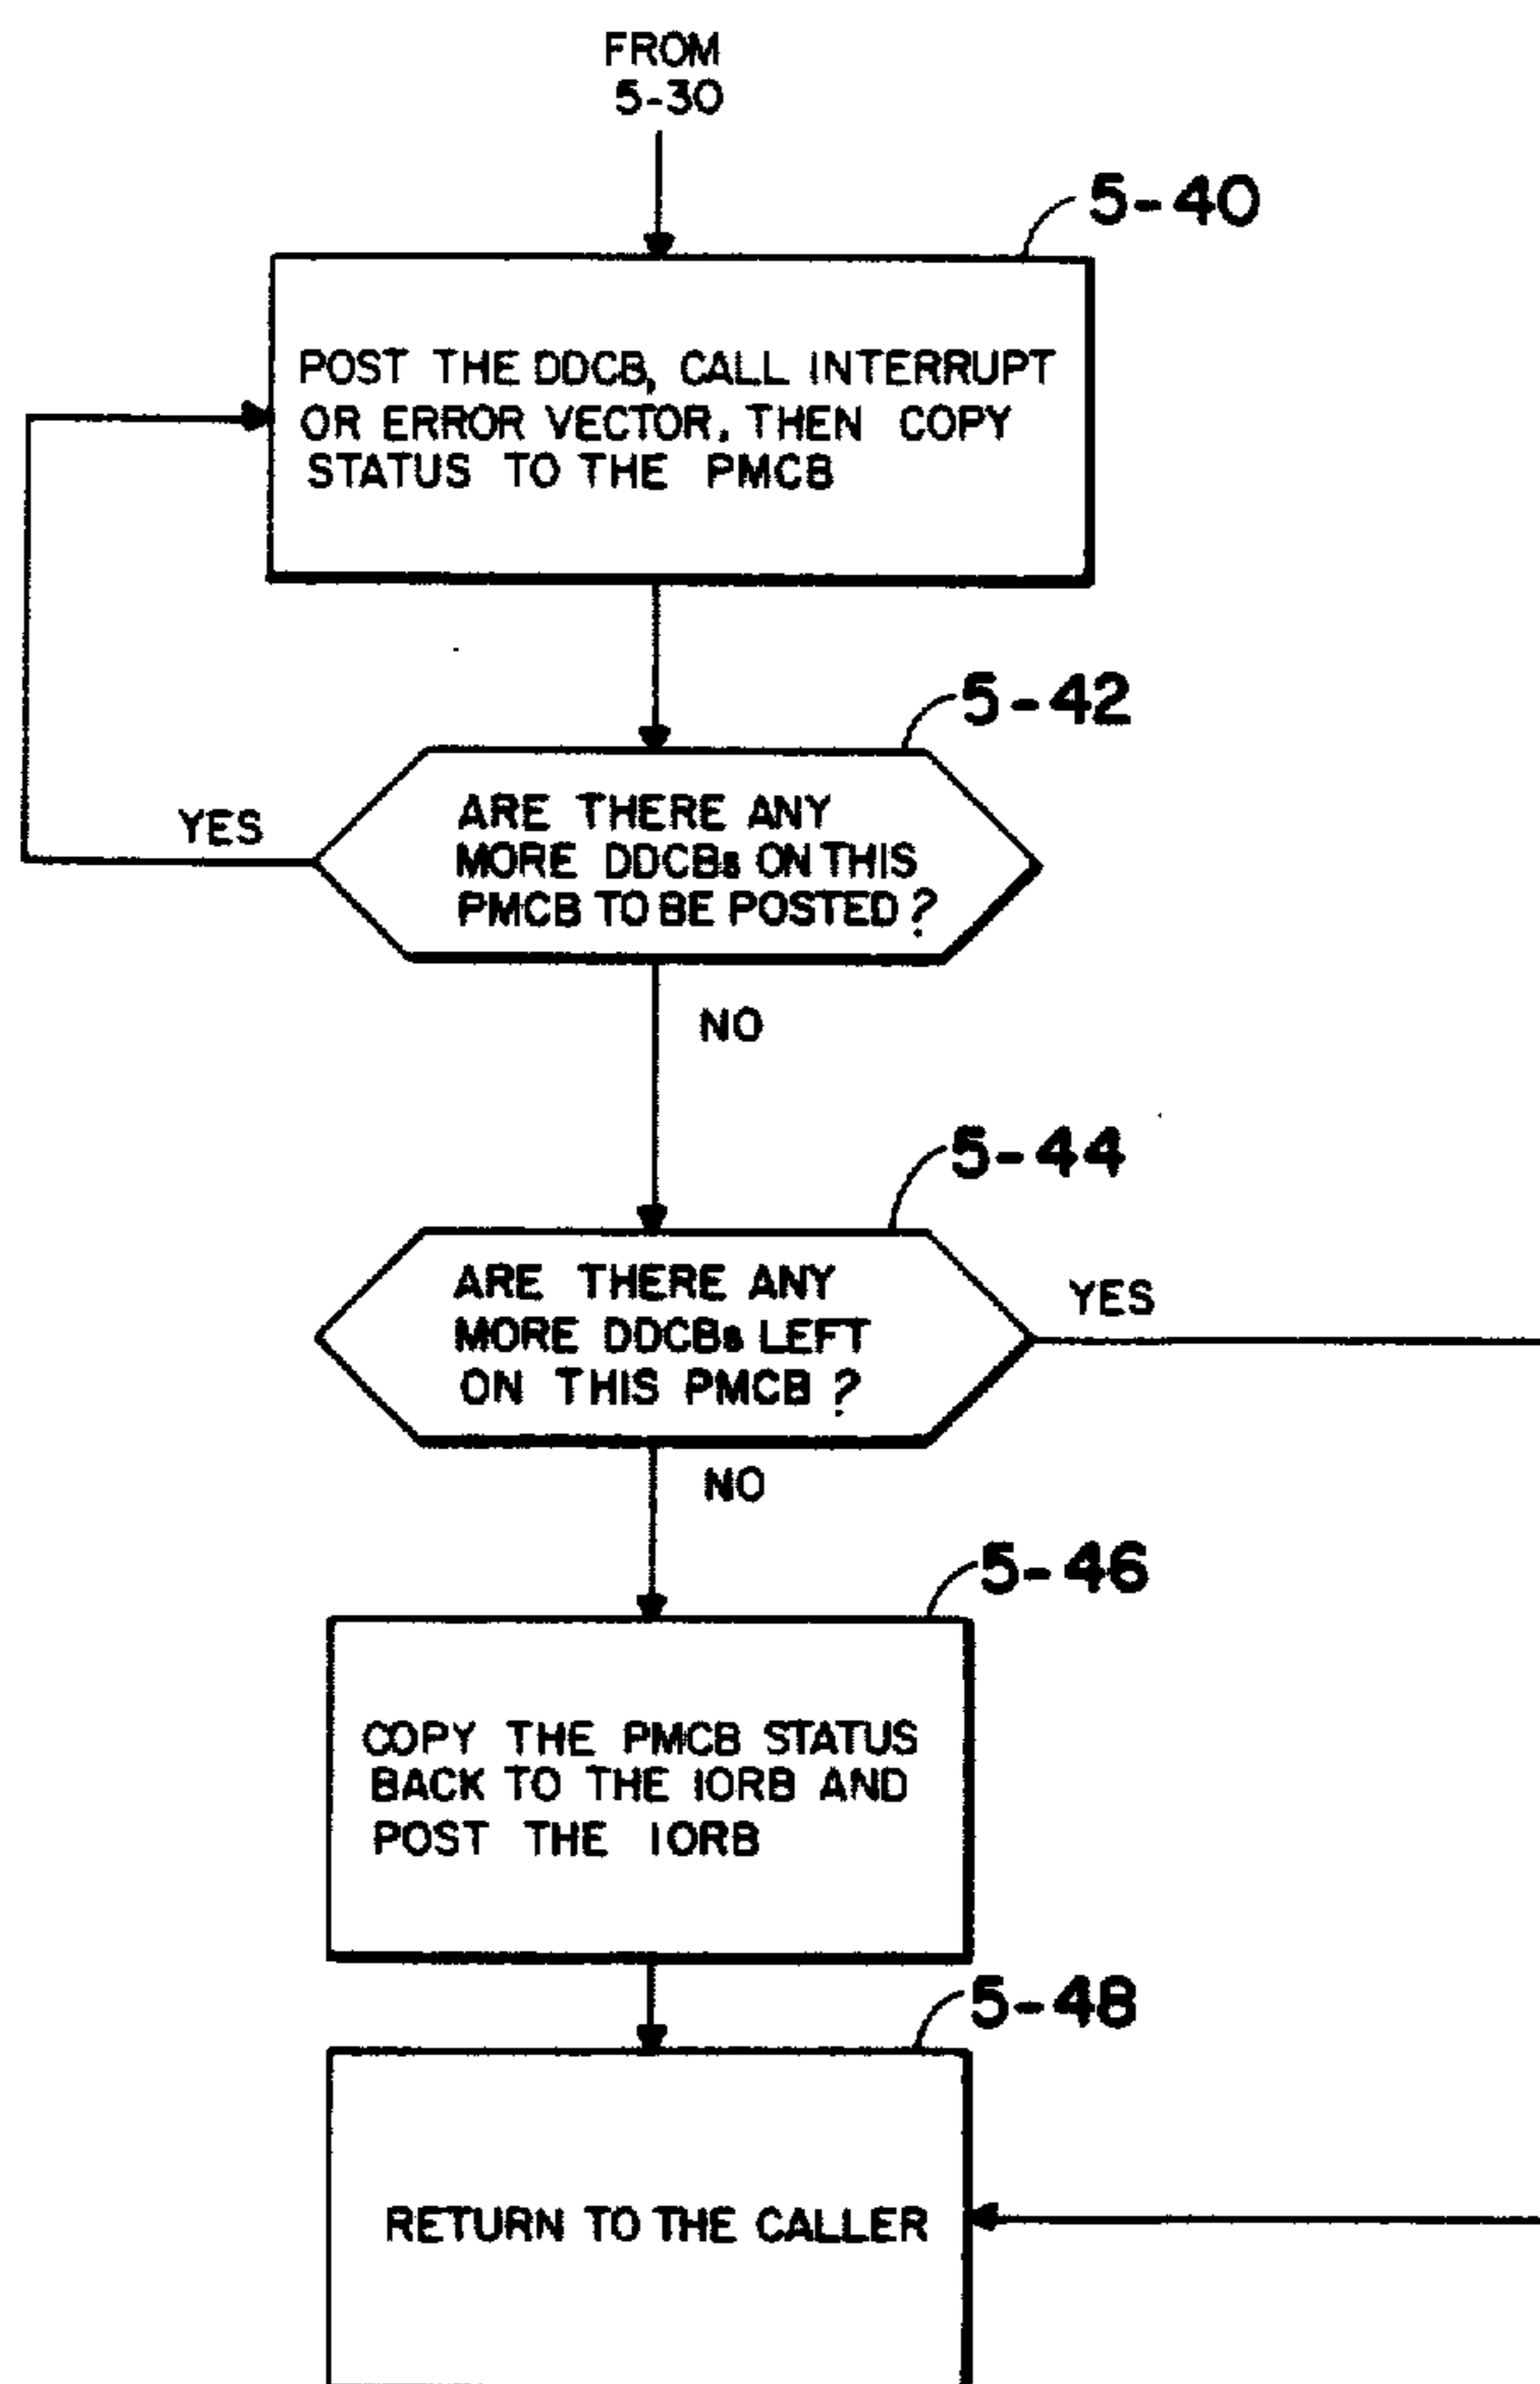 FROM
5-30
5-40
POST THE DDCB, CALL INTERRUPT
OR ERROR VECTOR, THEN COPY
STATUS TO THE PMCB
5-42
YES
ARE THERE ANY
MORE DDCBs ON THIS
PMCB TO BE POSTED?
NO
5-44
ARE THERE ANY
MORE DDCBs LEFT
ON THIS PMCB?
YES
NO
5-46
COPY THE PMCB STATUS
BACK TO THE IORB AND
POST THE IORB
5-48
RETURN TO THE CALLER